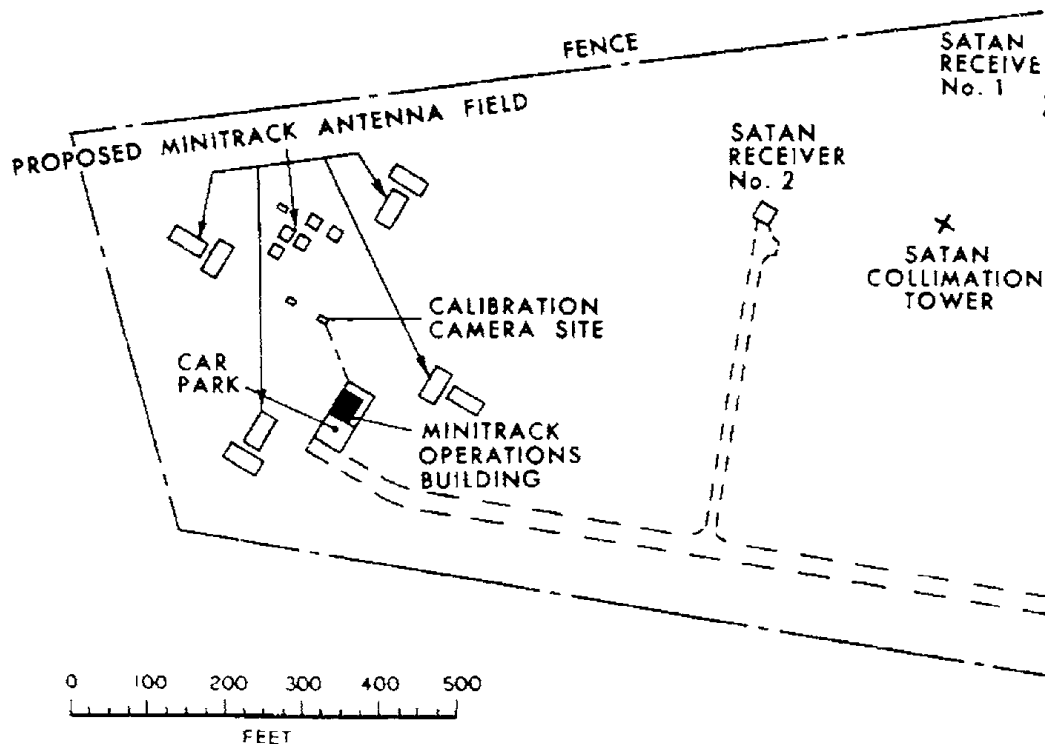 FENCE
SATAN
RECEIVE
No. 1
PROPOSED MINITRACK ANTENNA FIELD
SATAN
RECEIVER
No. 2
SATAN
COLLIMATION
TOWER
CALIBRATION
CAMERA SITE
CAR
PARK
MINITRACK
OPERATIONS
BUILDING
0 100 200 300 400 500
FEET